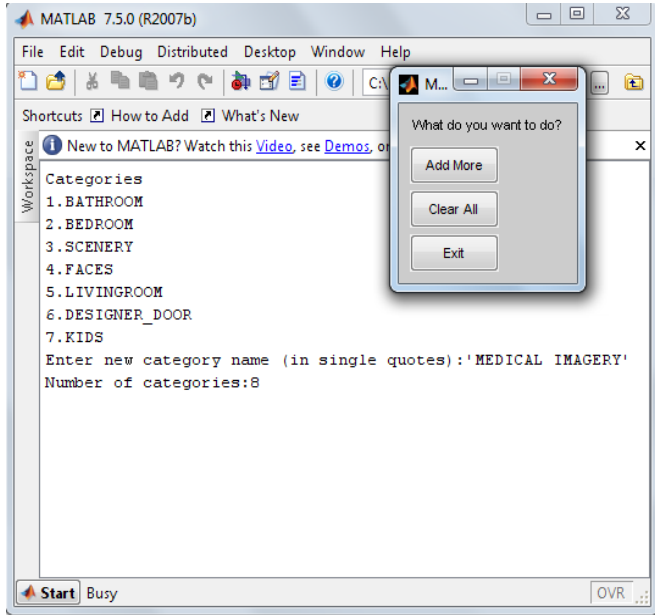 MATLAB 7.5.0 (R2007b)
File Edit Debug Distributed Desktop Window Help
C:\
M...
...
Shortcuts How to Add What's New
New to MATLAB? Watch this Video, see Demos, or
Workspace
Categories
1.BATHROOM
2.BEDROOM
3.SCENERY
4.FACES
5.LIVINGROOM
6.DESIGNER_DOOR
7.KIDS
Enter new category name (in single quotes):'MEDICAL IMAGERY'
Number of categories:8
What do you want to do?
Add More
Clear All
Exit
Start Busy
OVR